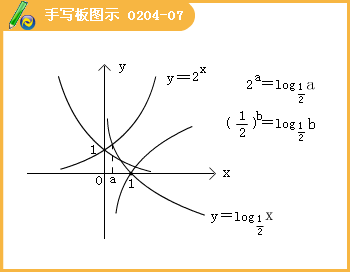 手写板图示 0204-07
y
y=2^x
2^a=log_{1/2}a
(1/2)^b=log_{1/2}b
1
0 a 1 x
y=log_{1/2}x